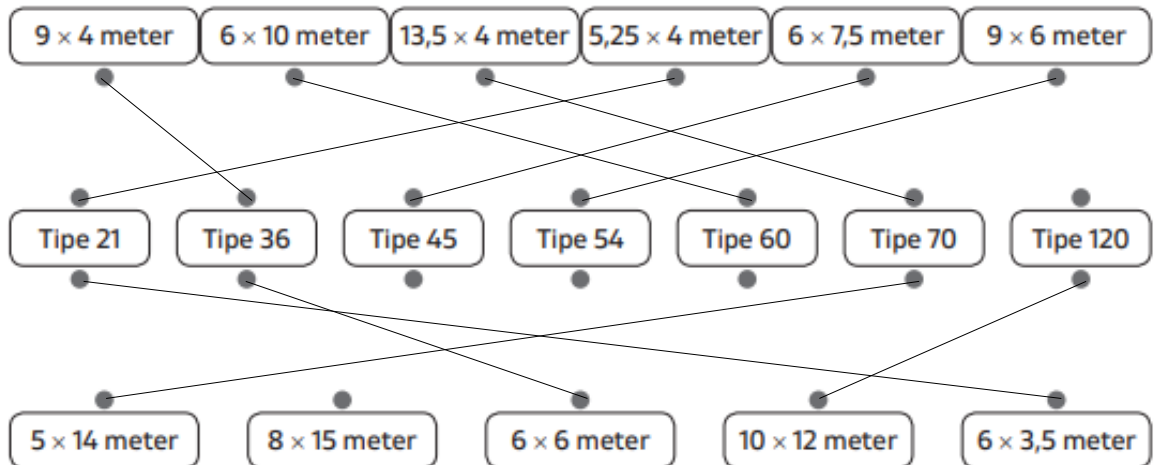 9 × 4 meter 6 × 10 meter 13,5 × 4 meter 5,25 × 4 meter 6 × 7,5 meter 9 × 6 meter
Tipe 21 Tipe 36 Tipe 45 Tipe 54 Tipe 60 Tipe 70 Tipe 120
5 × 14 meter 8 × 15 meter 6 × 6 meter 10 × 12 meter 6 × 3,5 meter